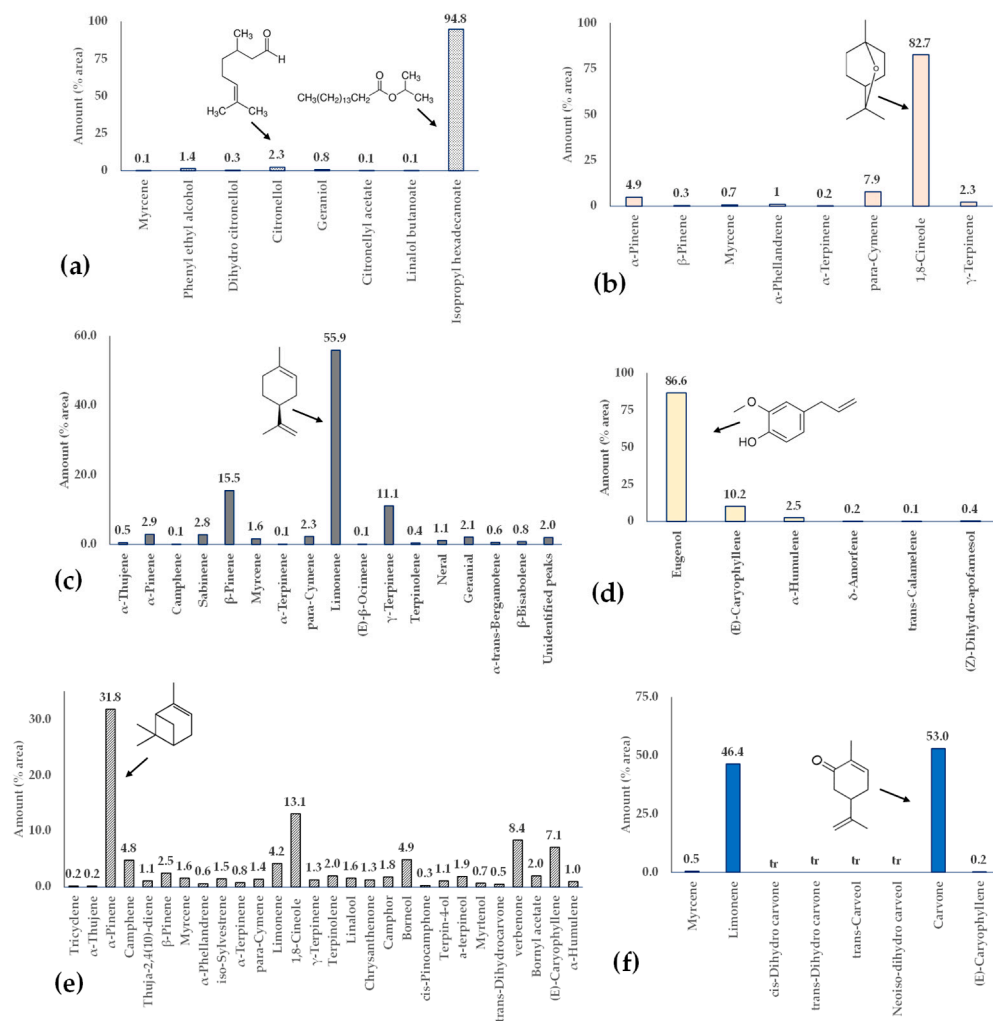 100
75
50
25
0
Amount (% area)
0.1
1.4
0.3
2.3
0.8
0.1
0.1
94.8
CH₃
O
H
H₃C
CH₃
CH₃(CH₂)₁₃CH₂
O
O
CH₃
CH₃
Myrcene
Phenyl ethyl alcohol
Dihydro citronellol
Citronellol
Geraniol
Citronellyl acetate
Linalol butanoate
Isopropyl hexadecanoate
(a)
100
75
50
25
0
Amount (% area)
4.9
0.3
0.7
1
0.2
7.9
82.7
2.3
CH₃
O
H₃C
CH₃
α-Pinene
β-Pinene
Myrcene
α-Phellandrene
α-Terpinene
para-Cymene
1,8-Cineole
γ-Terpinene
(b)
60.0
40.0
20.0
0.0
Amount (% area)
0.5
2.9
0.1
2.8
15.5
1.6
0.1
2.3
55.9
0.1
11.1
0.4
1.1
2.1
0.6
0.8
2.0
α-Thujene
α-Pinene
Camphene
Sabinene
β-Pinene
Myrcene
α-Terpinene
para-Cymene
Limonene
(E)-β-Ocimene
γ-Terpinene
Terpinolene
Neral
Geranial
α-trans-Bergamotene
β-Bisabolene
Unidentified peaks
(c)
100
75
50
25
0
Amount (% area)
86.6
10.2
2.5
0.2
0.1
0.4
O
HO
Eugenol
(E)-Caryophyllene
α-Humulene
δ-Amorfene
trans-Calamelene
(Z)-Dihydro-apofarnesol
(d)
30.0
20.0
10.0
0.0
Amount (% area)
0.2
0.2
31.8
4.8
1.1
2.5
1.6
0.6
1.5
0.8
1.4
4.2
13.1
1.3
2.0
1.6
1.3
1.8
4.9
0.3
1.1
1.9
0.7
0.5
8.4
2.0
7.1
1.0
Tricyclene
α-Thujene
α-Pinene
Camphene
Thuja-2,4(10)-diene
β-Pinene
Myrcene
α-Phellandrene
iso-Sylvestrene
α-Terpinene
para-Cymene
Limonene
1,8-Cineole
γ-Terpinene
Terpinolene
Linalool
Chrysanthenone
Camphor
Borneol
cis-Pinocamphone
Terpin-4-ol
a-terpineol
Myrtenol
trans-Dihydrocarvone
verbenone
Bornyl acetate
(E)-Caryophyllene
α-Humulene
(e)
75.0
50.0
25.0
0.0
Amount (% area)
0.5
46.4
tr
tr
tr
tr
53.0
0.2
O
Myrcene
Limonene
cis-Dihydro carvone
trans-Dihydro carvone
trans-Carveol
Neoiso-dihydro carveol
Carvone
(E)-Caryophyllene
(f)